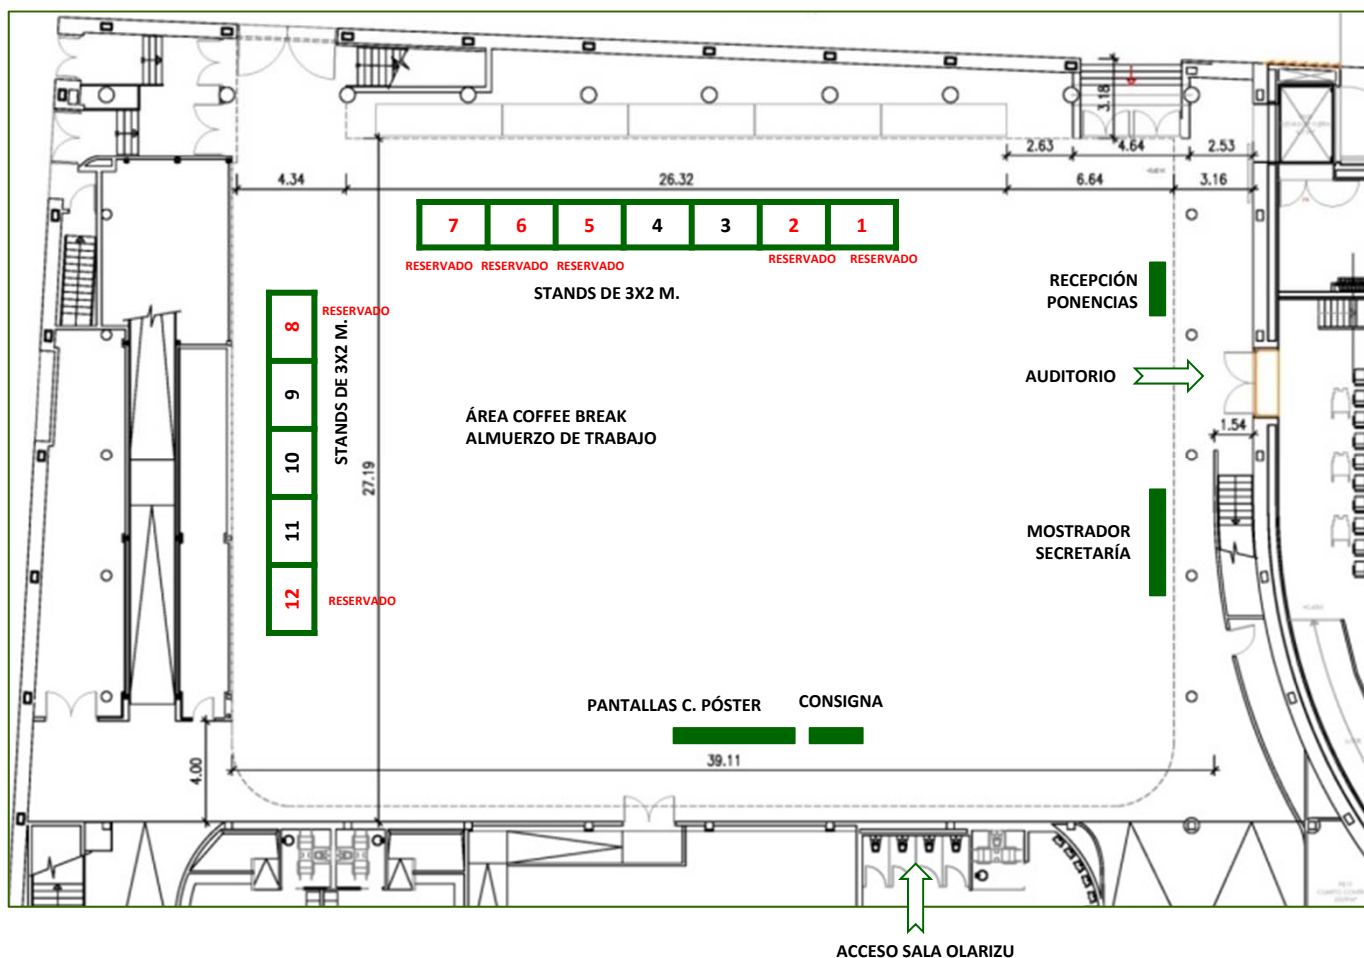 3.18
2.63
4.64
2.53
4.34
26.32
6.64
3.16
7
6
5
4
3
2
1
RESERVADO
RESERVADO
RESERVADO
RESERVADO
RESERVADO
STANDS DE 3X2 M.
RECEPCIÓN
PONENCIAS
8
RESERVADO
9
10
11
12
RESERVADO
STANDS DE 3X2 M.
27.19
AUDITORIO
ÁREA COFFEE BREAK
ALMUERZO DE TRABAJO
1.54
MOSTRADOR
SECRETARÍA
PANTALLAS C. PÓSTER
CONSIGNA
39.11
4.00
ACCESO SALA OLARIZU